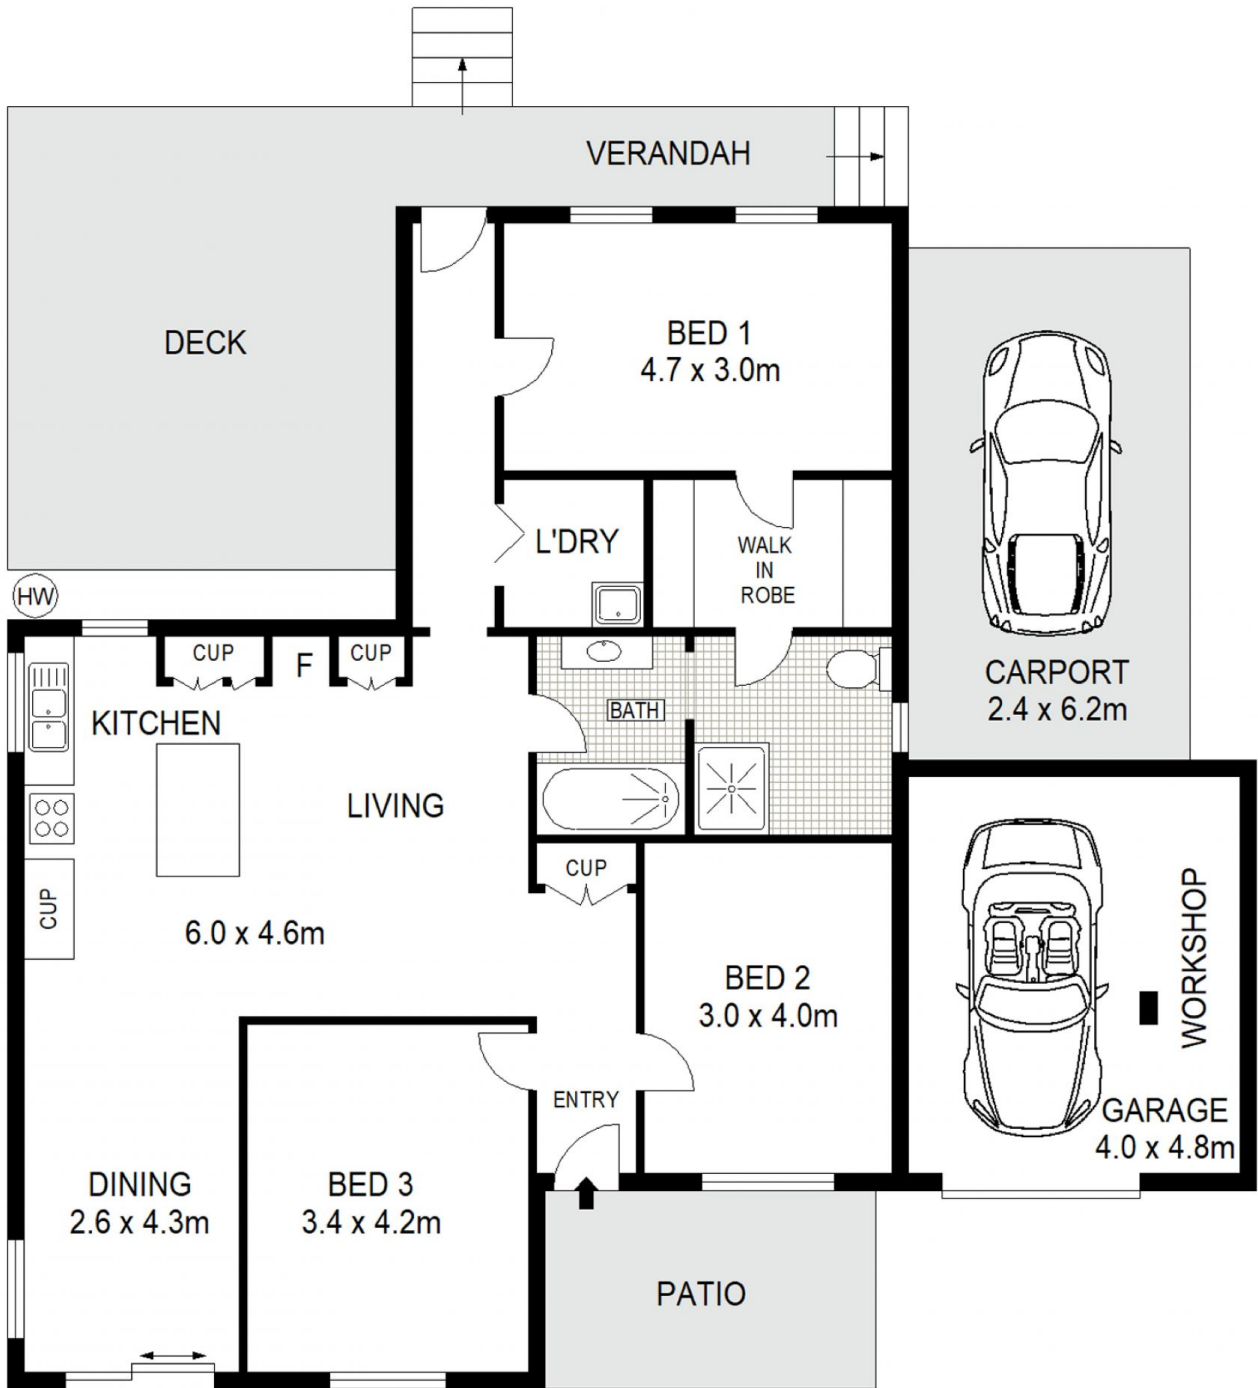 VERANDAH
DECK
BED 1
4.7 x 3.0m
L'DRY
WALK
IN
ROBE
HW
CUP
F
CUP
KITCHEN
BATH
CARPORT
2.4 x 6.2m
LIVING
CUP
CUP
6.0 x 4.6m
BED 2
3.0 x 4.0m
WORKSHOP
ENTRY
GARAGE
4.0 x 4.8m
DINING
2.6 x 4.3m
BED 3
3.4 x 4.2m
PATIO